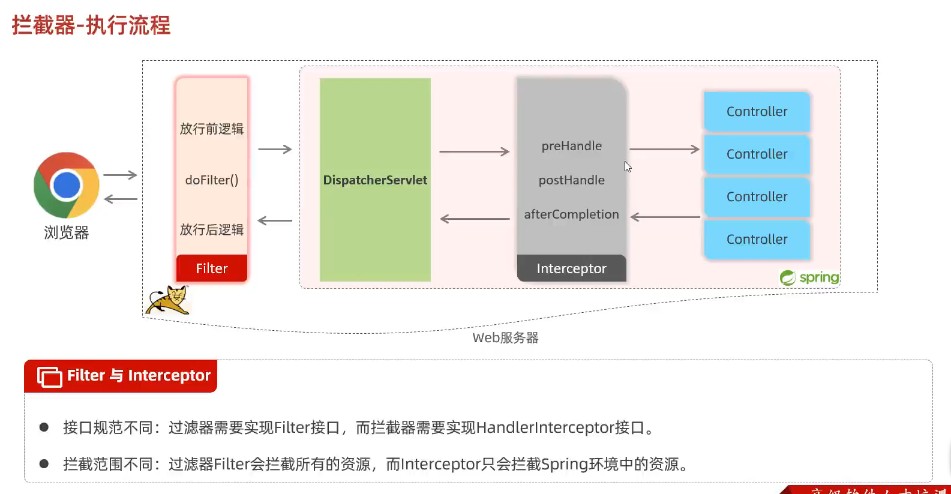 拦截器-执行流程
放行前逻辑
doFilter()
放行后逻辑
Filter
DispatcherServlet
preHandle
postHandle
afterCompletion
Interceptor
Controller
Controller
Controller
Controller
浏览器
spring
Web服务器
Filter 与 Interceptor
接口规范不同：过滤器需要实现Filter接口，而拦截器需要实现HandlerInterceptor接口。
拦截范围不同：过滤器Filter会拦截所有的资源，而Interceptor只会拦截Spring环境中的资源。